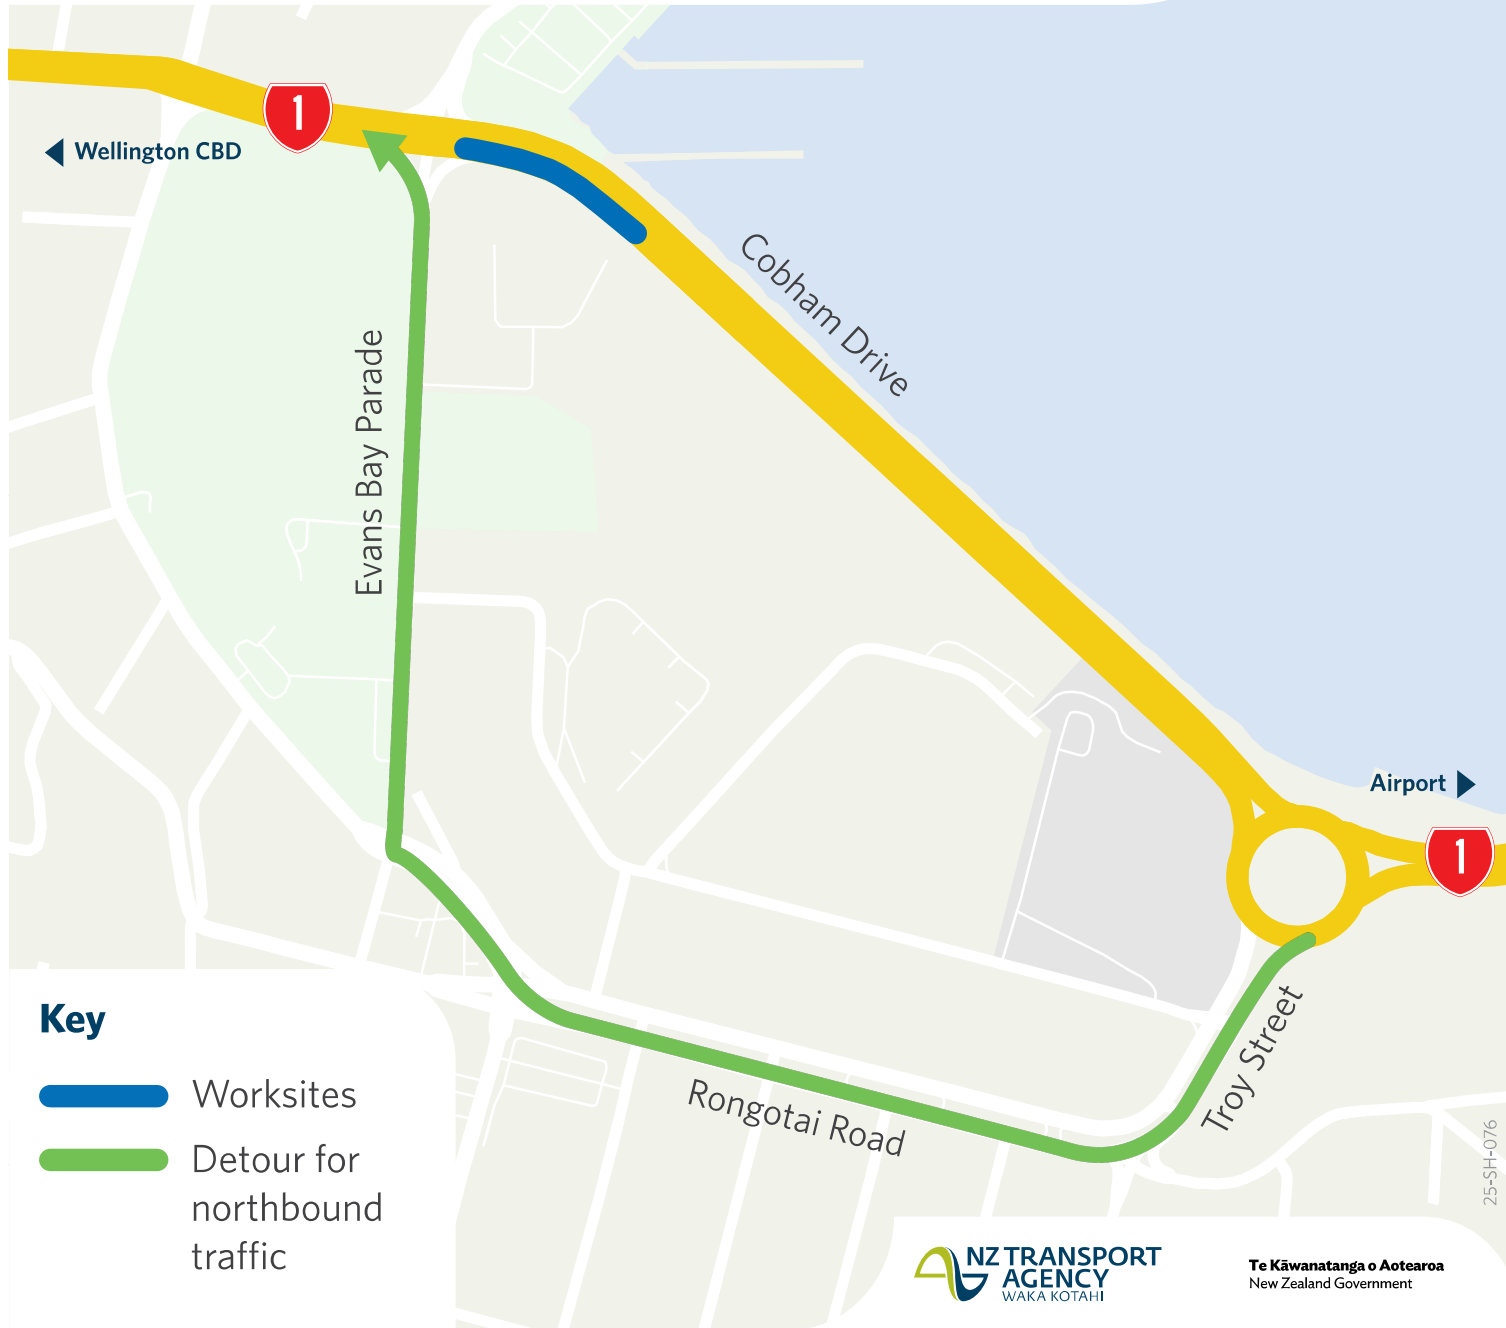 1
Wellington CBD
Cobham Drive
Evans Bay Parade
Airport
1
Troy Street
Rongotai Road
Key
Worksites
Detour for
northbound
traffic
25-SH-076
NZ TRANSPORT
AGENCY
WAKA KOTAHI
Te Kāwanatanga o Aotearoa
New Zealand Government